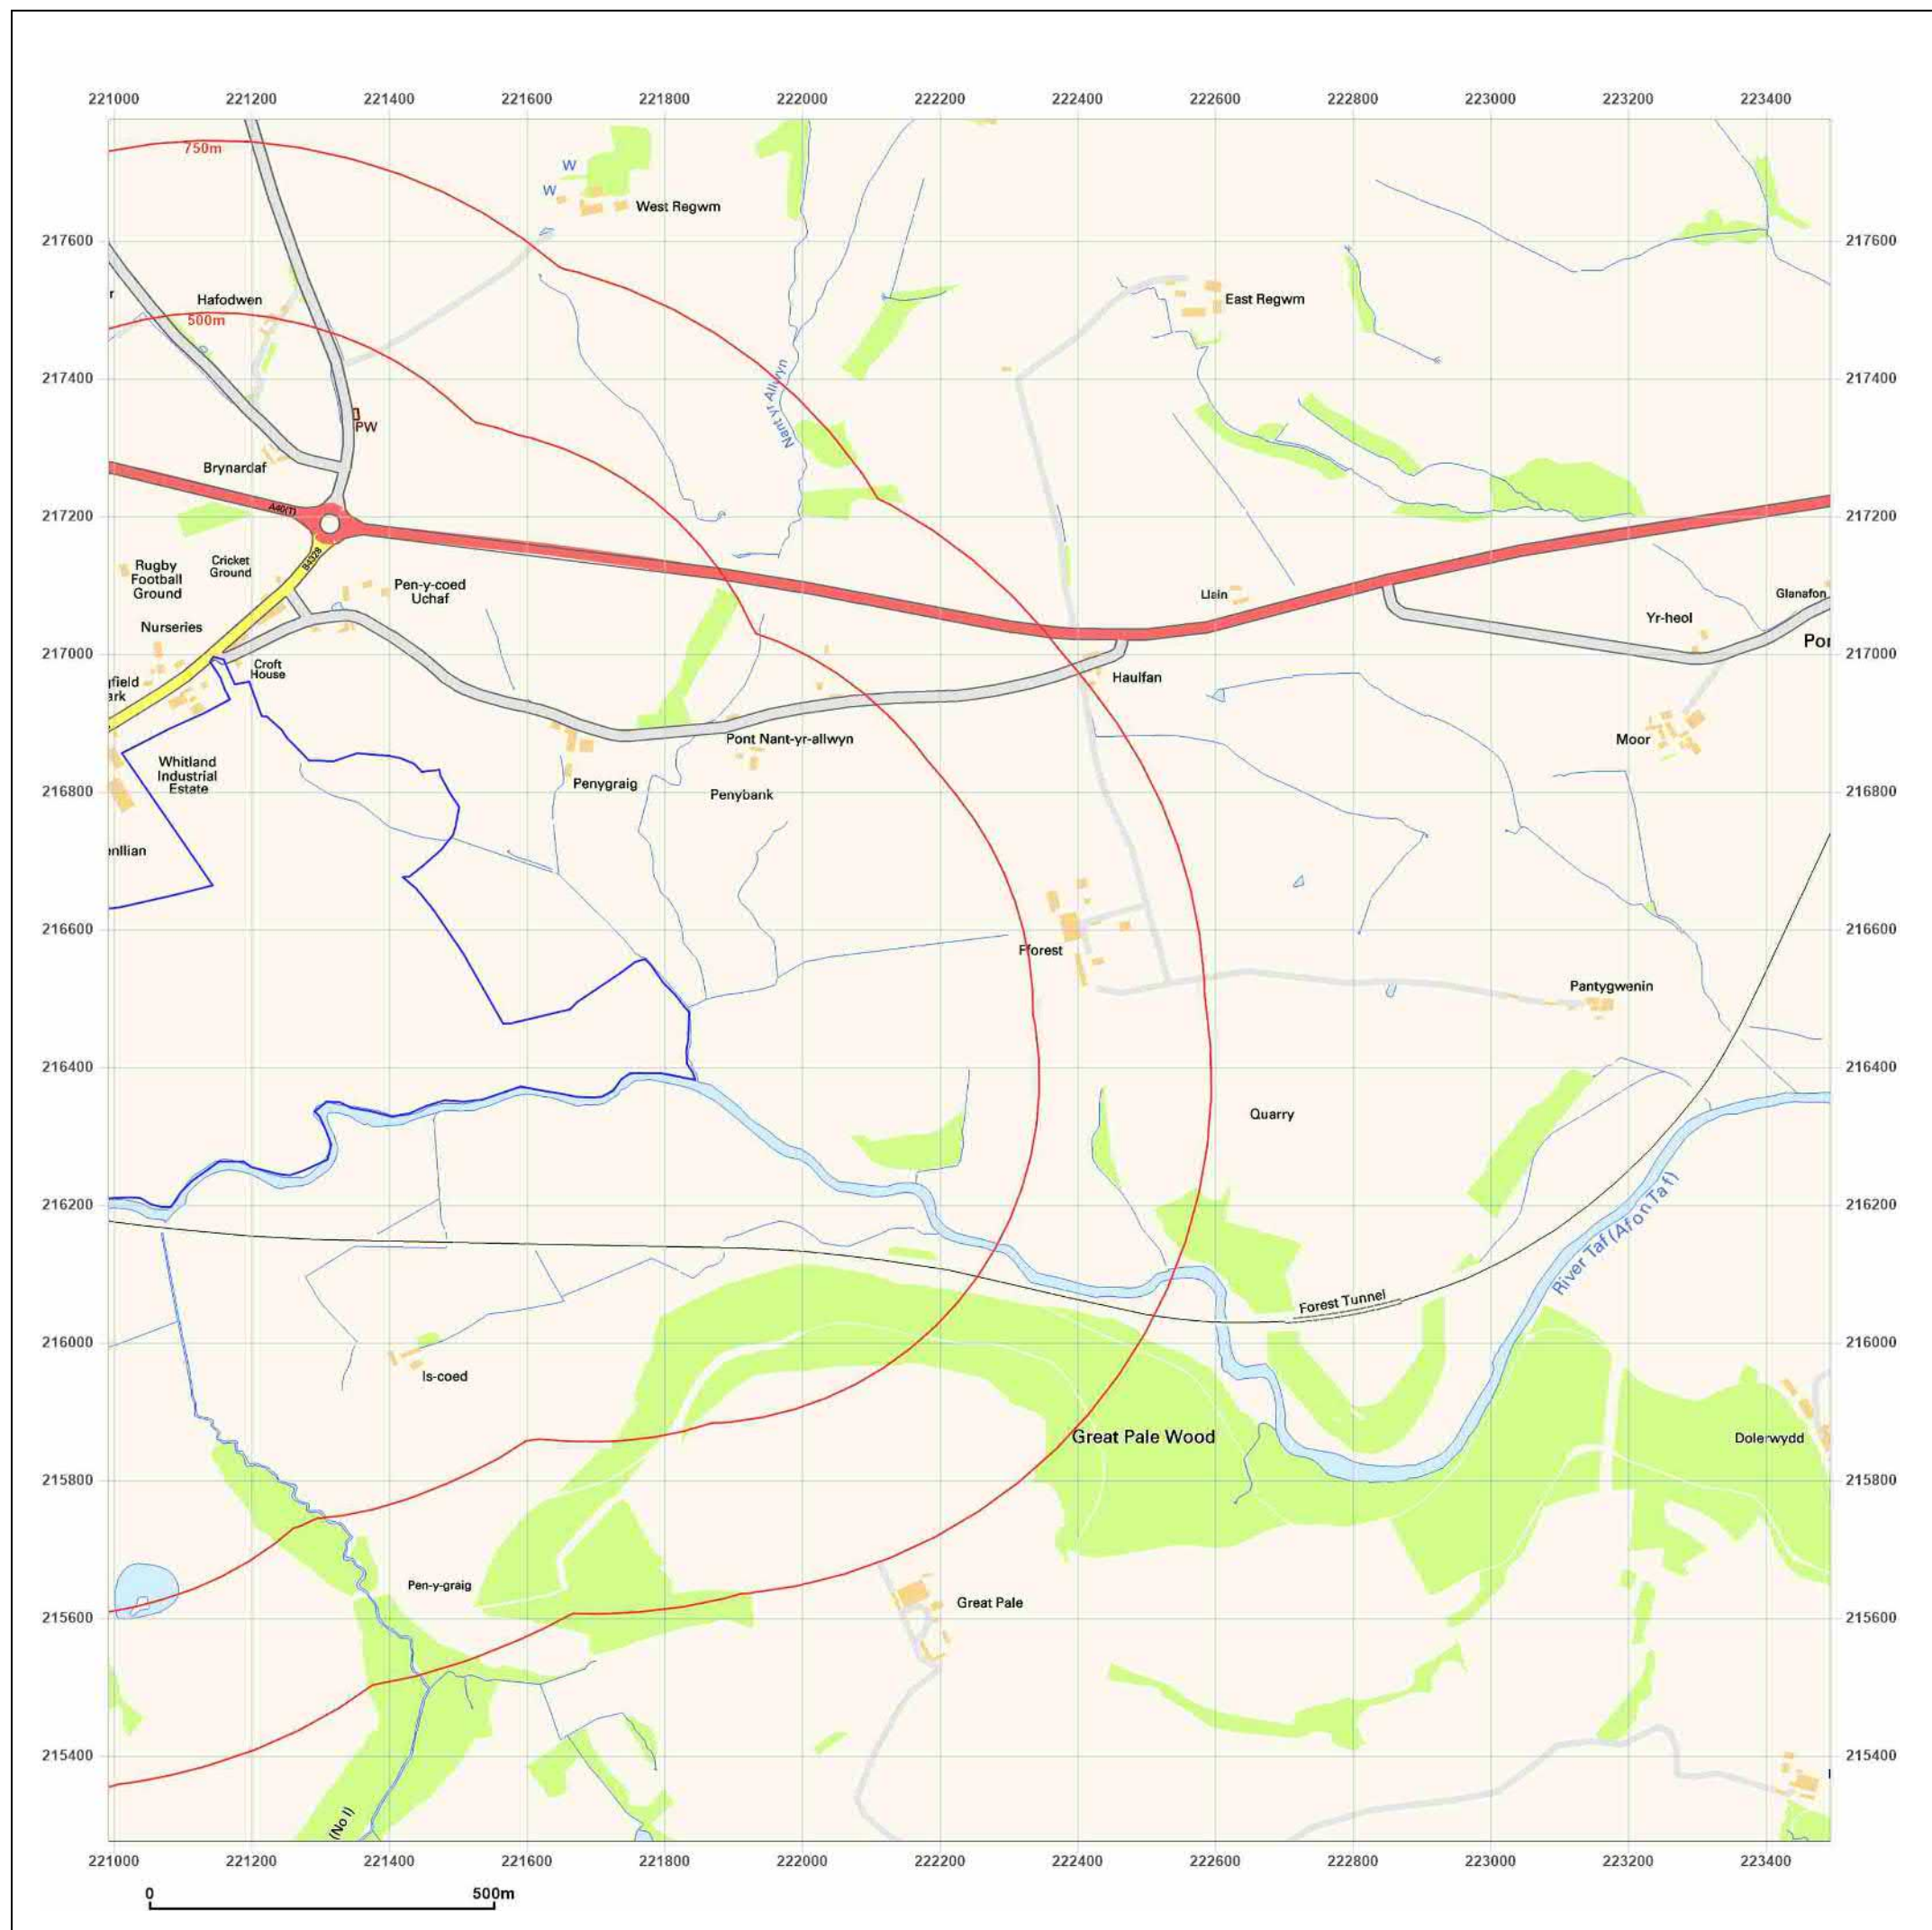 221000 221200 221400 221600 221800 222000 222200 222400 222600 222800 223000 223200 223400
750m
W
W
West Regwm
217600
217600
r
Hafodwen
500m
East Regwm
Nant yr Allwyn
217400
217400
PW
Brynardaf
A40(T)
217200
217200
B4328
Rugby
Football
Ground
Cricket
Ground
Pen-y-coed
Uchaf
Llain
Glanafon
Yr-heol
Nurseries
Por
217000
217000
Croft
House
Haulfan
gfield
ark
Pont Nant-yr-allwyn
Moor
Whitland
Industrial
Estate
Penygraig
Penybank
216800
216800
enllian
216600
216600
Fforest
Pantygwenin
216400
216400
Quarry
216200
216200
River Taf (Afon Taf)
Forest Tunnel
216000
216000
Is-coed
Great Pale Wood
Dolerwydd
215800
215800
Pen-y-graig
Great Pale
215600
215600
215400
215400
(No I)
221000 221200 221400 221600 221800 222000 222200 222400 222600 222800 223000 223200 223400
0 500m